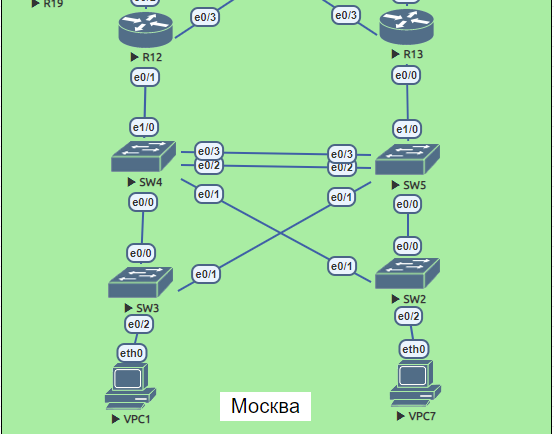 R19
e0/3
e0/3
R12
R13
e0/1
e0/0
e1/0
e1/0
e0/3
e0/3
e0/2
e0/2
SW4
SW5
e0/1
e0/1
e0/0
e0/0
e0/0
e0/0
e0/1
e0/1
SW3
SW2
e0/2
e0/2
eth0
eth0
VPC1
VPC7
Москва